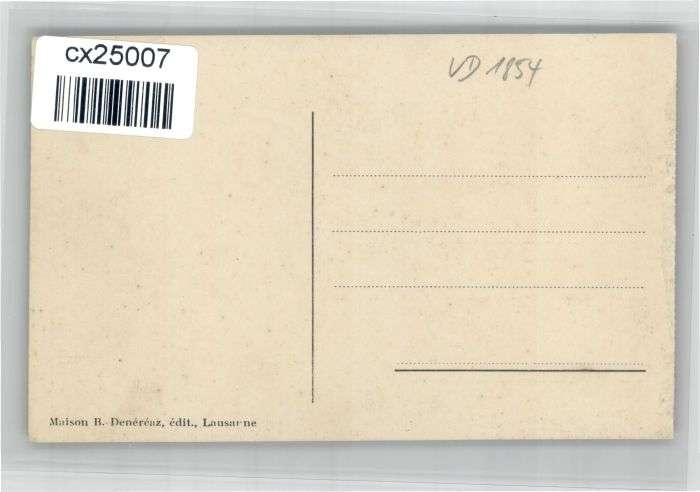 cx25007
VD 1854
Maison B. Denéréaz, édit., Lausanne